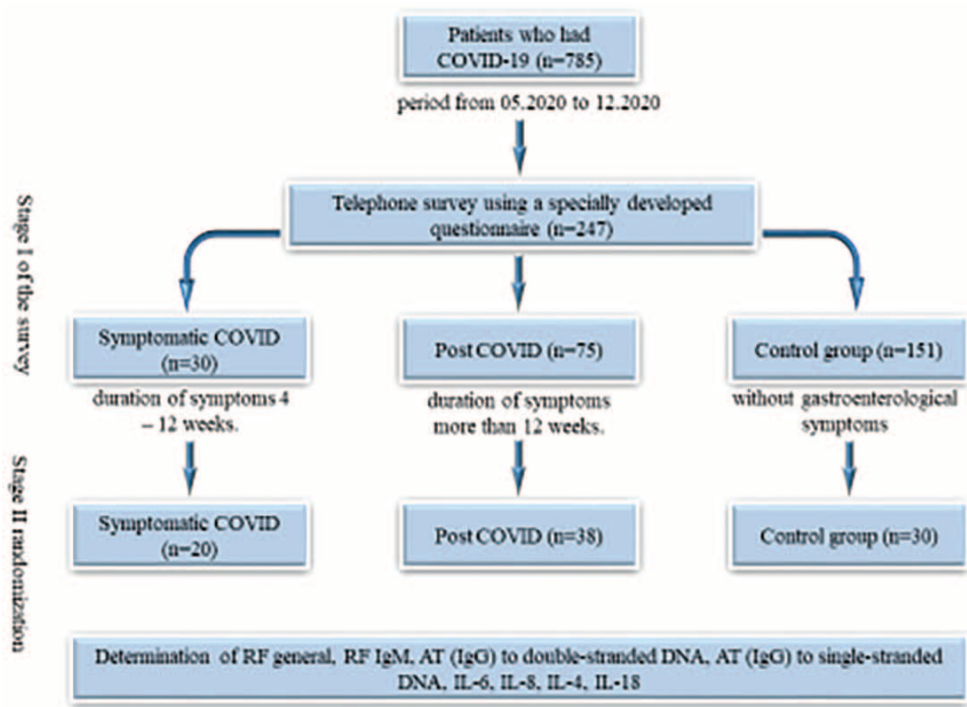 Patients who had
COVID-19 (n=785)
period from 05.2020 to 12.2020
Telephone survey using a specially developed
questionnaire (n=247)
Stage I of the survey
Symptomatic COVID
(n=30)
duration of symptoms 4
– 12 weeks.
Post COVID (n=75)
duration of symptoms
more than 12 weeks.
Control group (n=151)
without gastroenterological
symptoms
Stage II randomization
Symptomatic COVID
(n=20)
Post COVID (n=38)
Control group (n=30)
Determination of RF general, RF IgM, AT (IgG) to double-stranded DNA, AT (IgG) to single-stranded
DNA, IL-6, IL-8, IL-4, IL-18